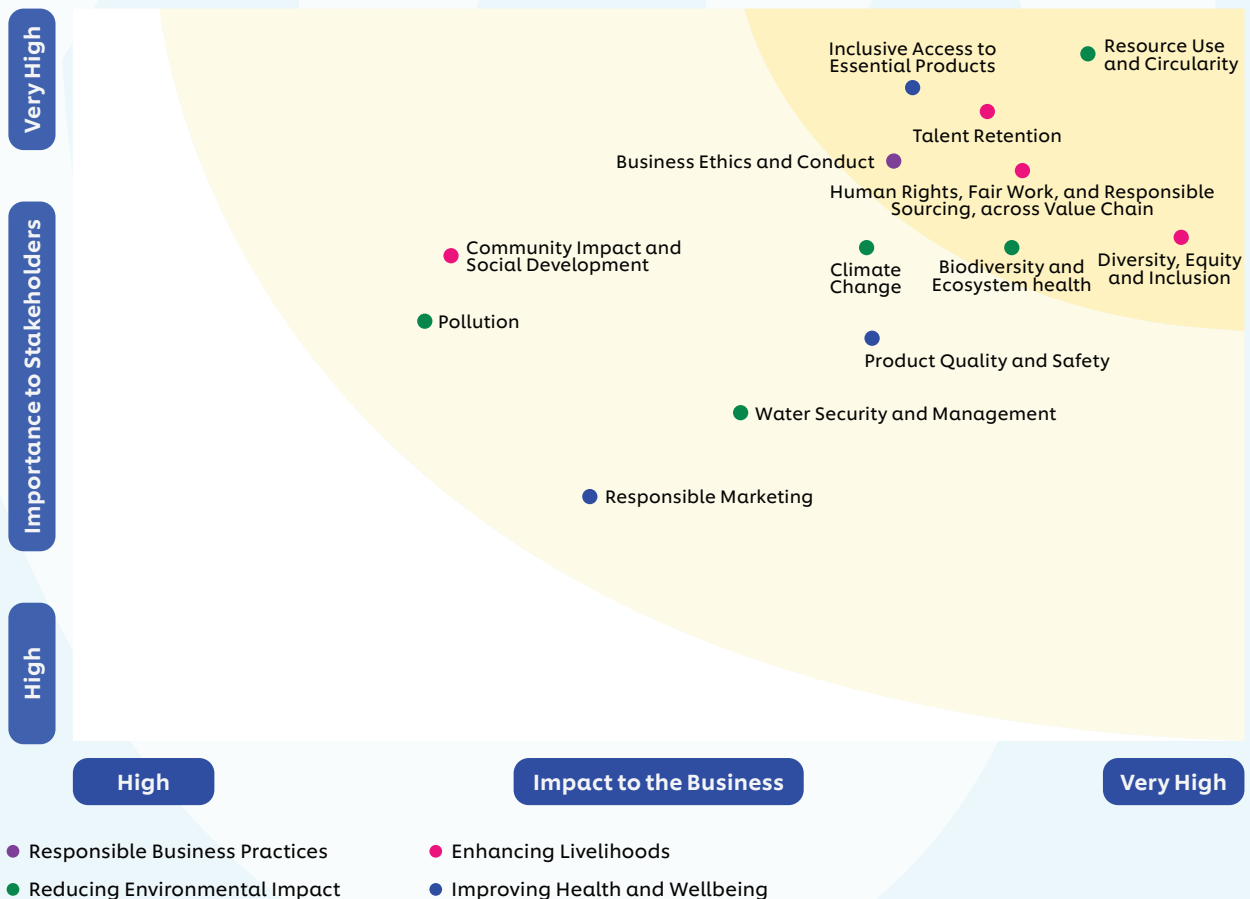 Very High
Importance to Stakeholders
High
Inclusive Access to
Essential Products
Resource Use
and Circularity
Talent Retention
Business Ethics and Conduct
Human Rights, Fair Work, and Responsible
Sourcing, across Value Chain
Community Impact and
Social Development
Climate
Change
Biodiversity and
Ecosystem health
Diversity, Equity
and Inclusion
Pollution
Product Quality and Safety
Water Security and Management
Responsible Marketing
High
Impact to the Business
Very High
Responsible Business Practices
Enhancing Livelihoods
Reducing Environmental Impact
Improving Health and Wellbeing